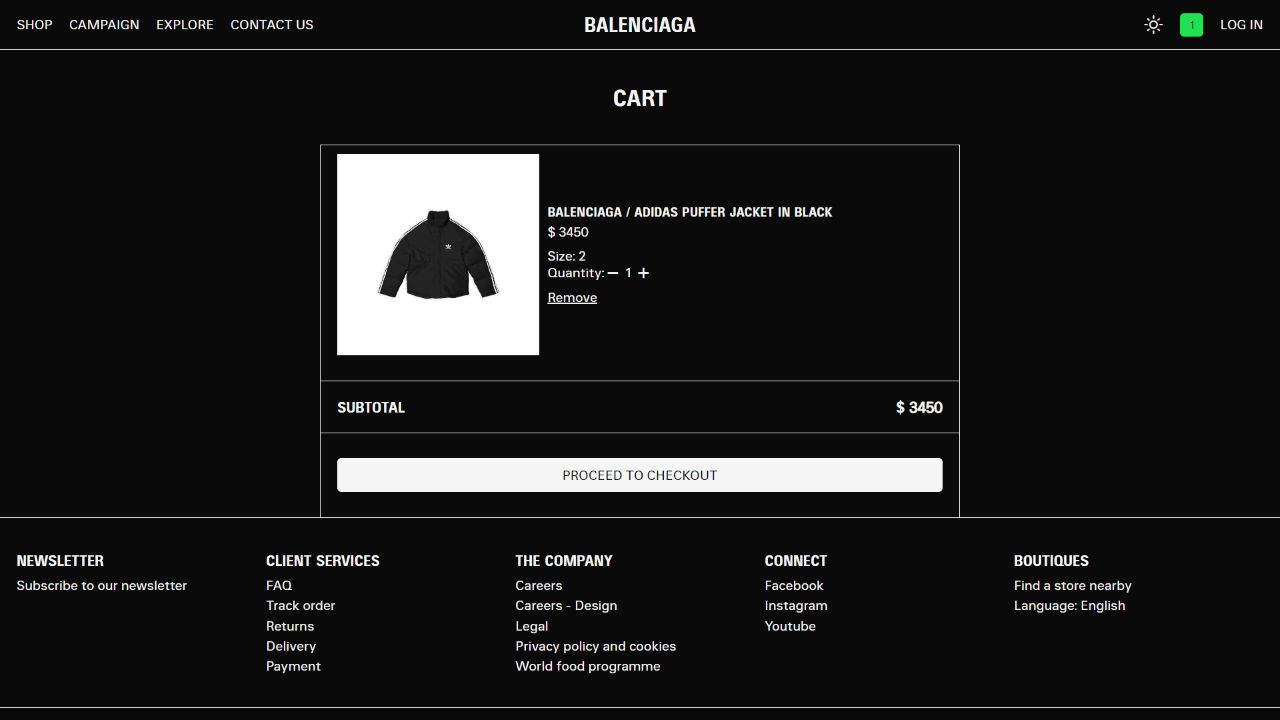 SHOP CAMPAIGN EXPLORE CONTACT US
BALENCIAGA
1 LOG IN
CART
BALENCIAGA / ADIDAS PUFFER JACKET IN BLACK
$ 3450
Size: 2
Quantity: 1
Remove
SUBTOTAL $ 3450
PROCEED TO CHECKOUT
NEWSLETTER
Subscribe to our newsletter
CLIENT SERVICES
FAQ
Track order
Returns
Delivery
Payment
THE COMPANY
Careers
Careers - Design
Legal
Privacy policy and cookies
World food programme
CONNECT
Facebook
Instagram
Youtube
BOUTIQUES
Find a store nearby
Language: English